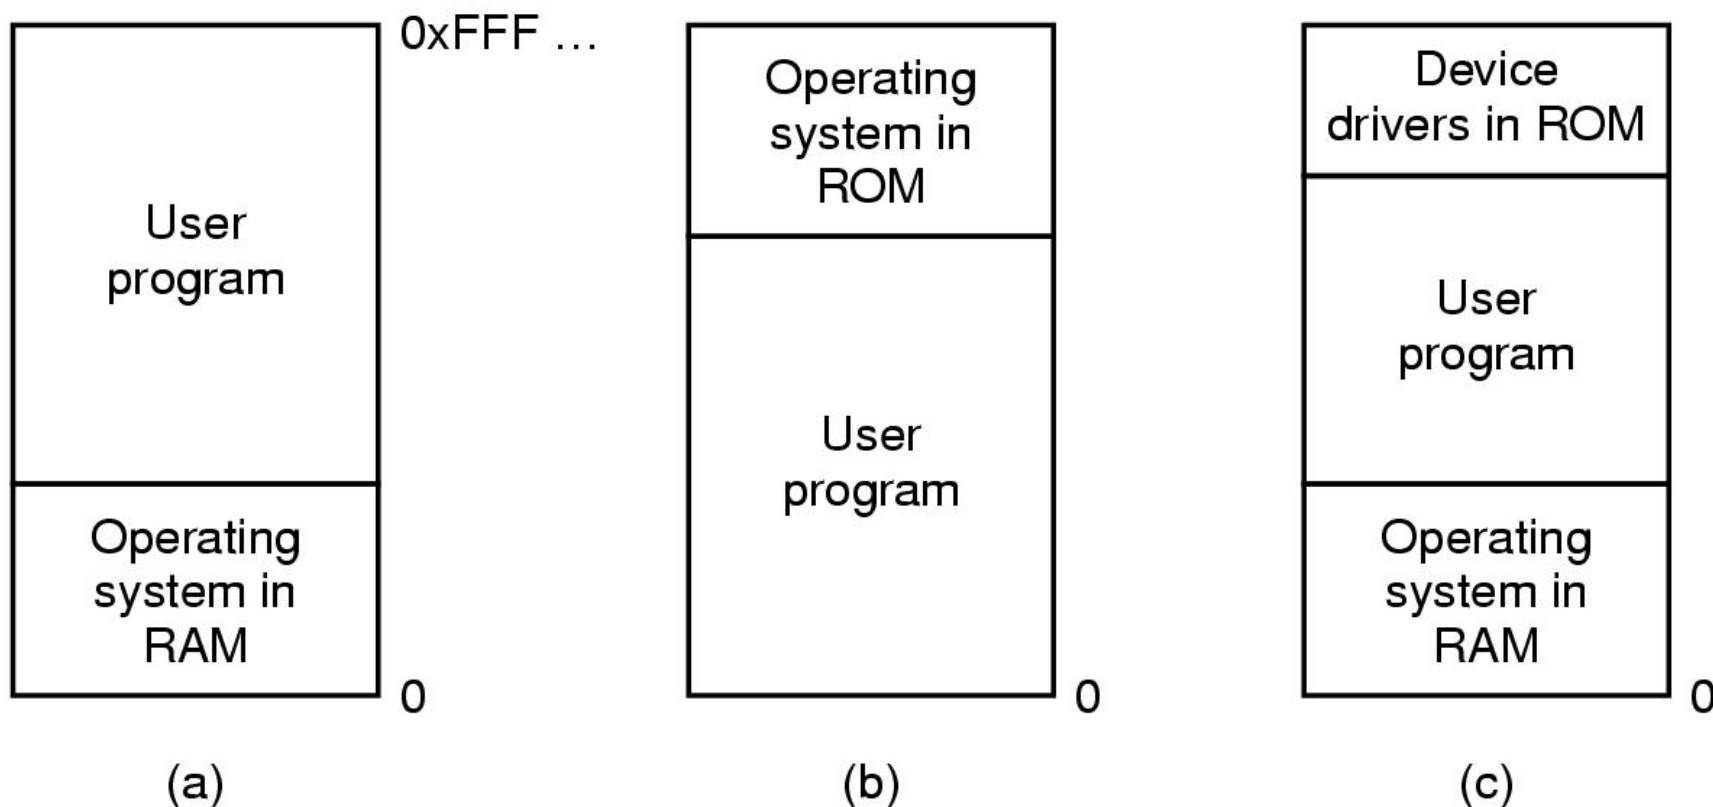 0xFFF ...
User
program
Operating
system in
RAM
0
(a)
Operating
system in
ROM
User
program
0
(b)
Device
drivers in ROM
User
program
Operating
system in
RAM
0
(c)